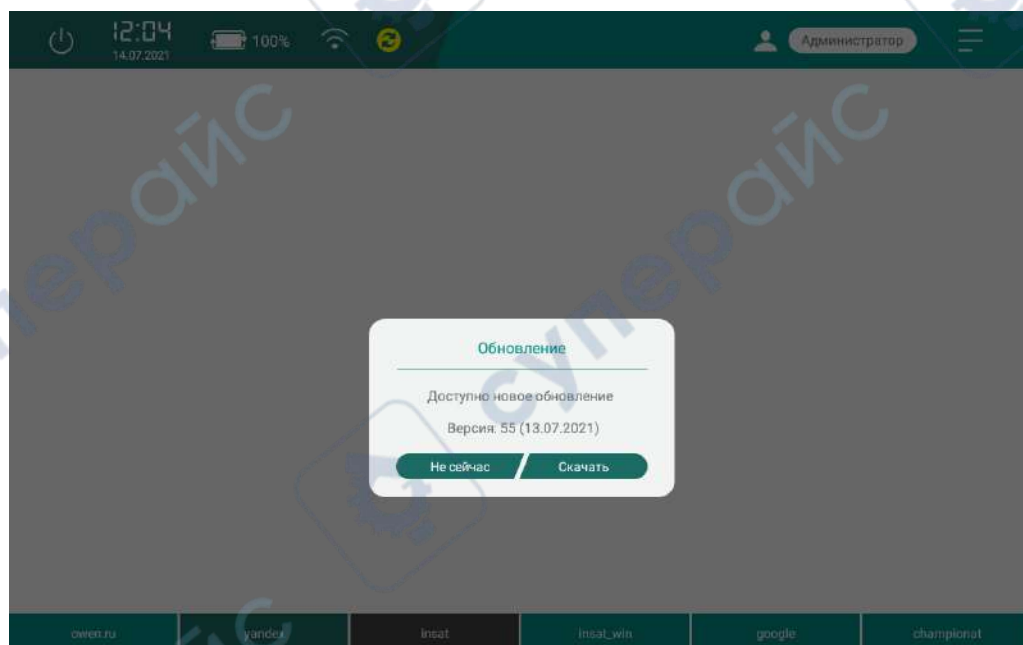 12:04
14.07.2021
100%
Администратор
суперайс
Обновление
Доступно новое обновление
Версия: 55 (13.07.2021)
Не сейчас
Скачать
owen.ru
yandex
insat
insat_win
google
championat